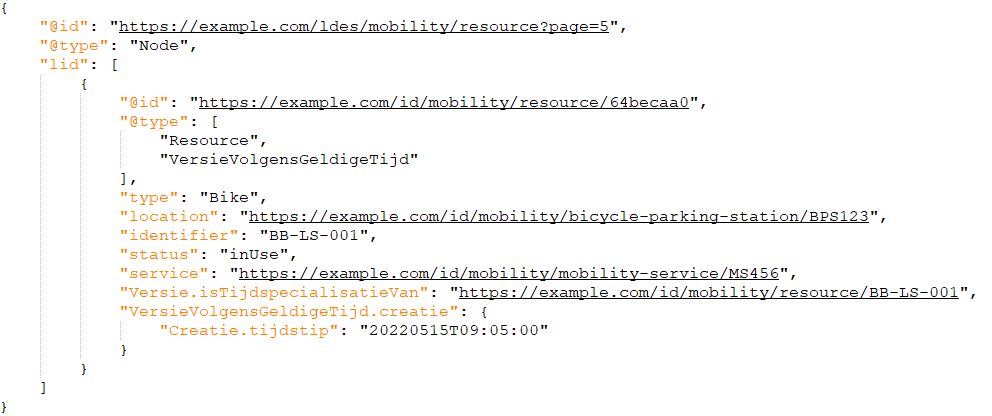 {
"@id": "https://example.com/ldes/mobility/resource?page=5",
"@type": "Node",
"lid": [
{
"@id": "https://example.com/id/mobility/resource/64becaa0",
"@type": [
"Resource",
"VersieVolgensGeldigeTijd"
],
"type": "Bike",
"location": "https://example.com/id/mobility/bicycle-parking-station/BPS123",
"identifier": "BB-LS-001",
"status": "inUse",
"service": "https://example.com/id/mobility/mobility-service/MS456",
"Versie.isTijdspecialisatieVan": "https://example.com/id/mobility/resource/BB-LS-001",
"VersieVolgensGeldigeTijd.creatie": {
"Creatie.tijdstip": "20220515T09:05:00"
}
}
]
}